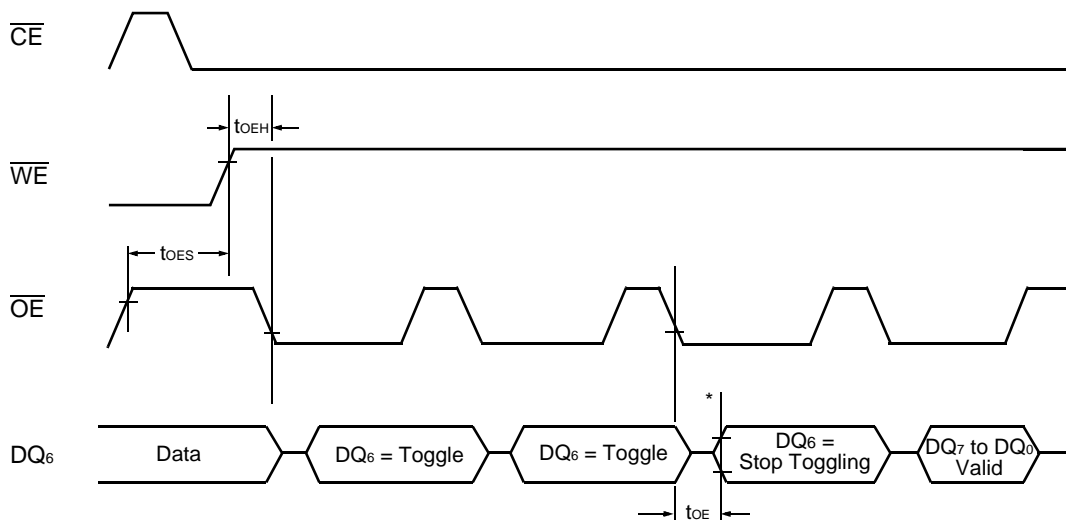 CE
tOEH
WE
tOES
OE
*
DQ6
Data
DQ6 = Toggle
DQ6 = Toggle
DQ6 =
Stop Toggling
DQ7 to DQ0
Valid
tOE